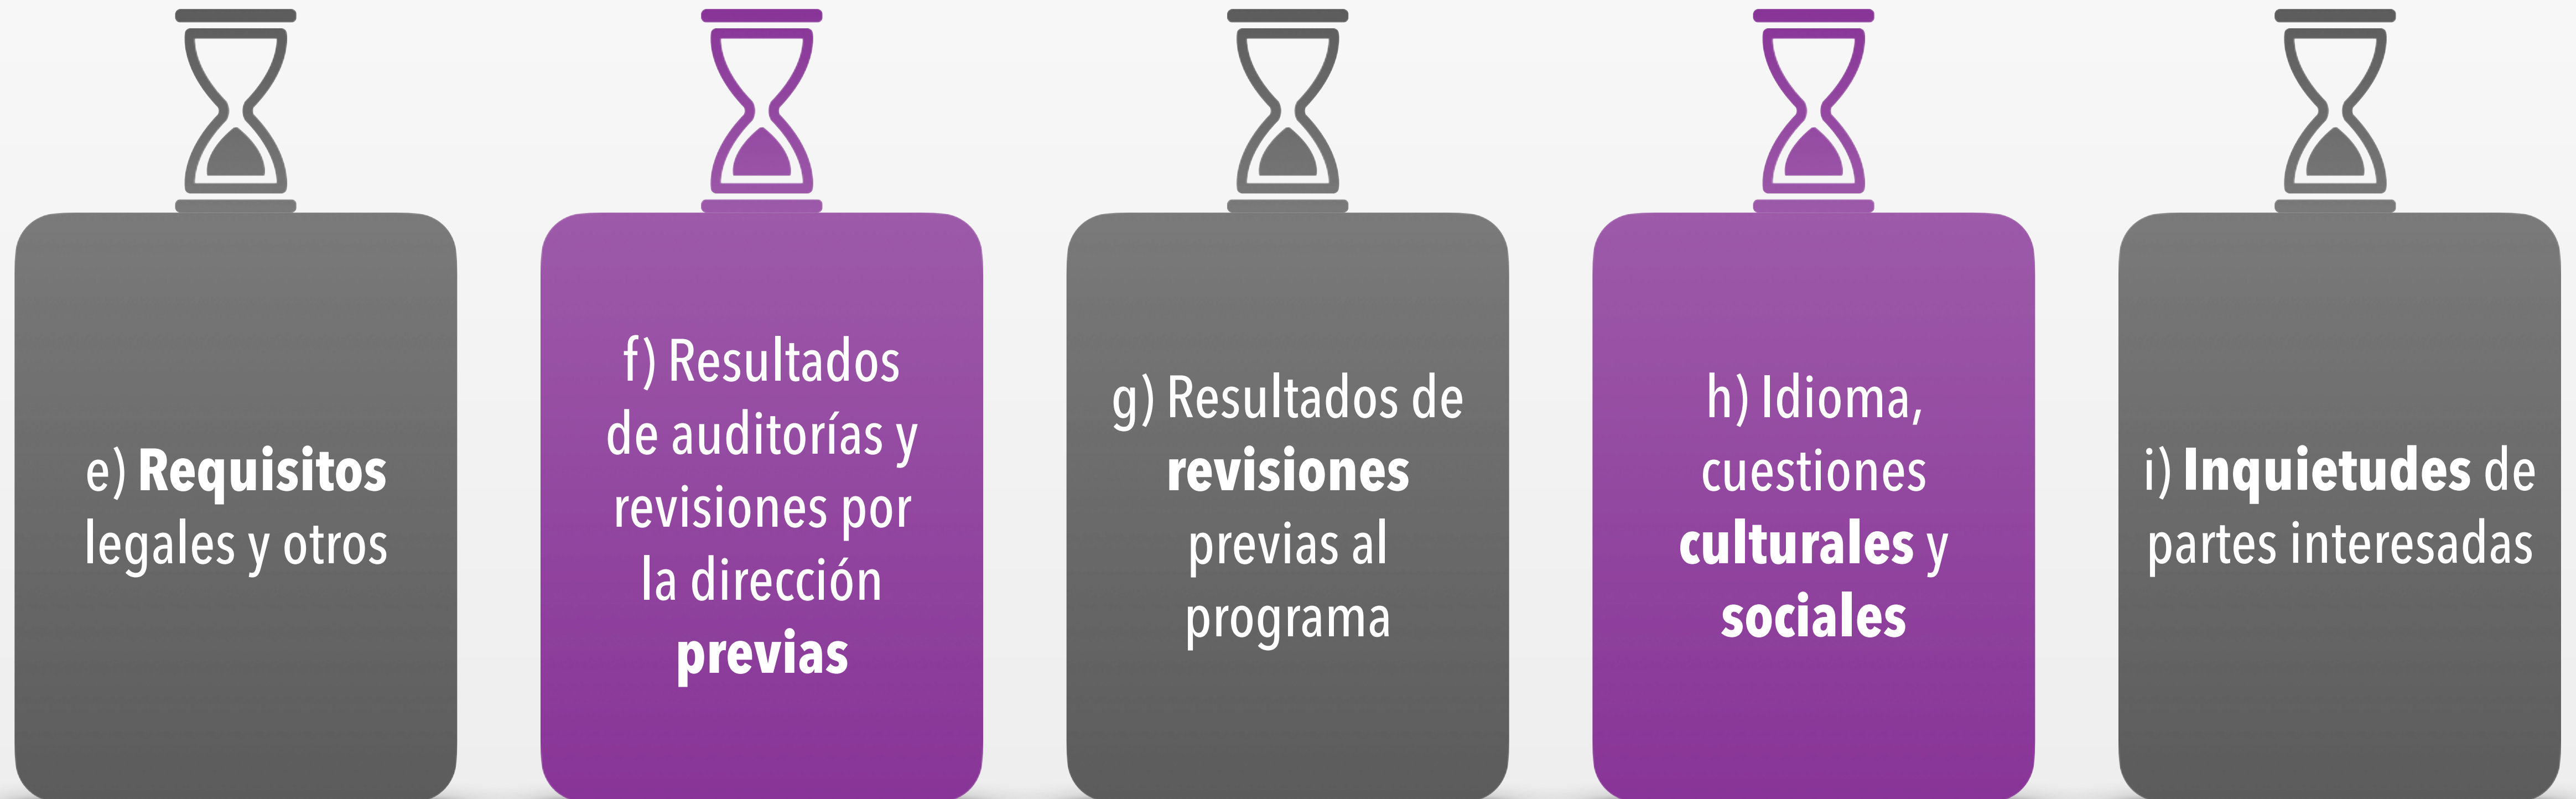 e) Requisitos
legales y otros
f) Resultados
de auditorías y
revisiones por
la dirección
previas
g) Resultados de
revisiones
previas al
programa
h) Idioma,
cuestiones
culturales y
sociales
i) Inquietudes de
partes interesadas